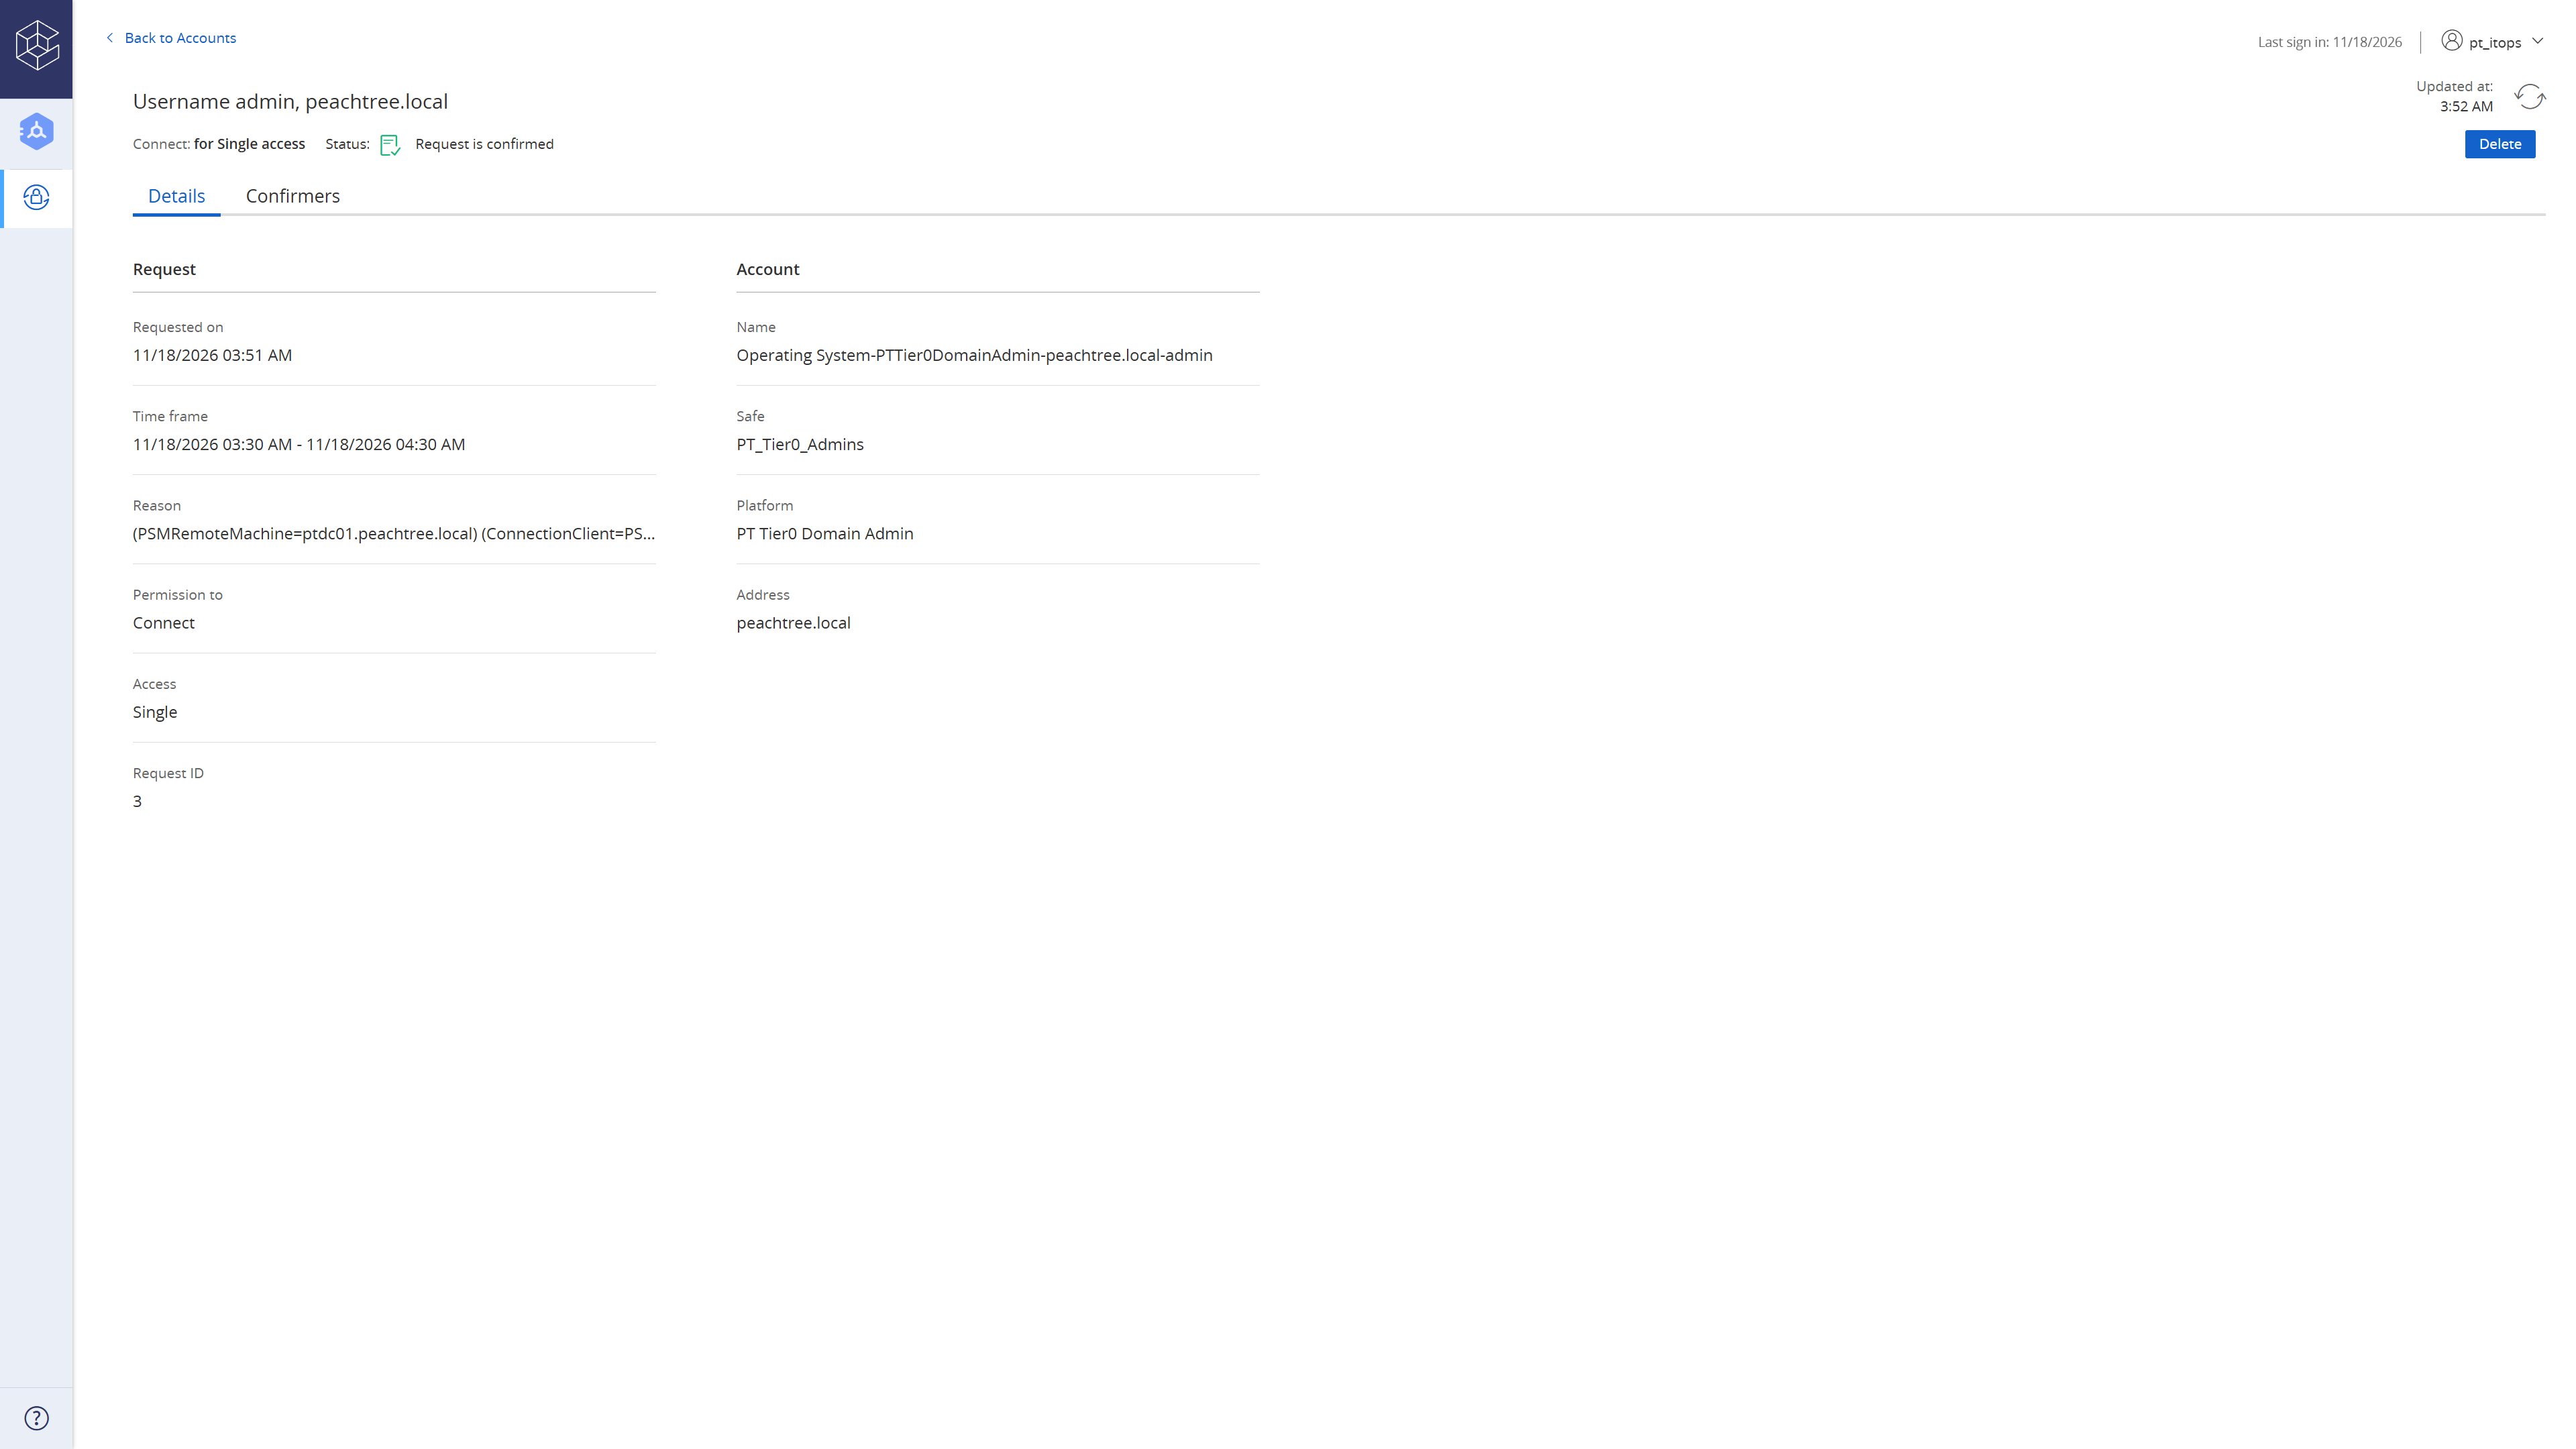 Back to Accounts
Last sign in: 11/18/2026
pt_itops
Username admin, peachtree.local
Updated at:
3:52 AM
Connect: for Single access Status: Request is confirmed
Delete
Details Confirmers
Request
Requested on
11/18/2026 03:51 AM
Time frame
11/18/2026 03:30 AM - 11/18/2026 04:30 AM
Reason
(PSMRemoteMachine=ptdc01.peachtree.local) (ConnectionClient=PS...
Permission to
Connect
Access
Single
Request ID
3
Account
Name
Operating System-PTTier0DomainAdmin-peachtree.local-admin
Safe
PT_Tier0_Admins
Platform
PT Tier0 Domain Admin
Address
peachtree.local
?